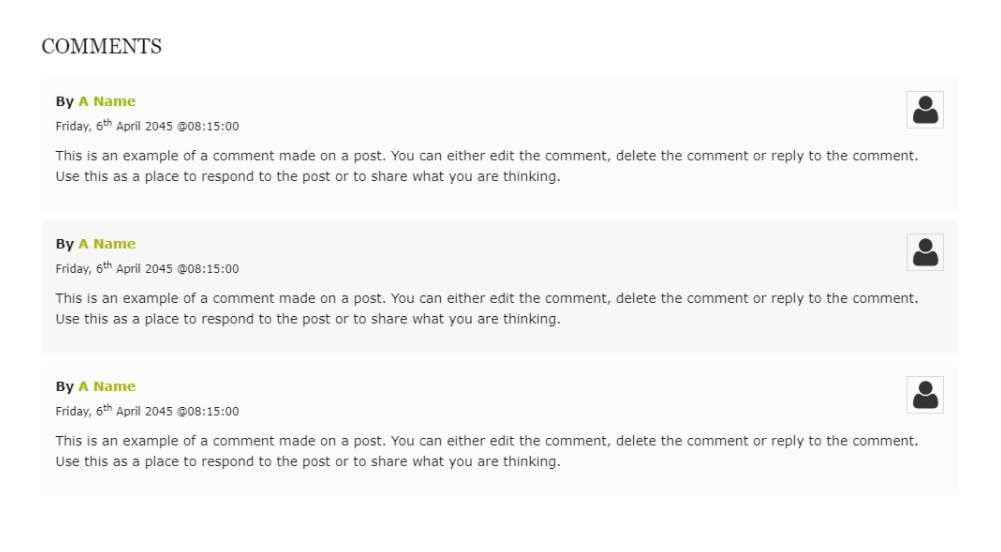 COMMENTS
By A Name
Friday, 6th April 2045 @08:15:00
This is an example of a comment made on a post. You can either edit the comment, delete the comment or reply to the comment.
Use this as a place to respond to the post or to share what you are thinking.
By A Name
Friday, 6th April 2045 @08:15:00
This is an example of a comment made on a post. You can either edit the comment, delete the comment or reply to the comment.
Use this as a place to respond to the post or to share what you are thinking.
By A Name
Friday, 6th April 2045 @08:15:00
This is an example of a comment made on a post. You can either edit the comment, delete the comment or reply to the comment.
Use this as a place to respond to the post or to share what you are thinking.